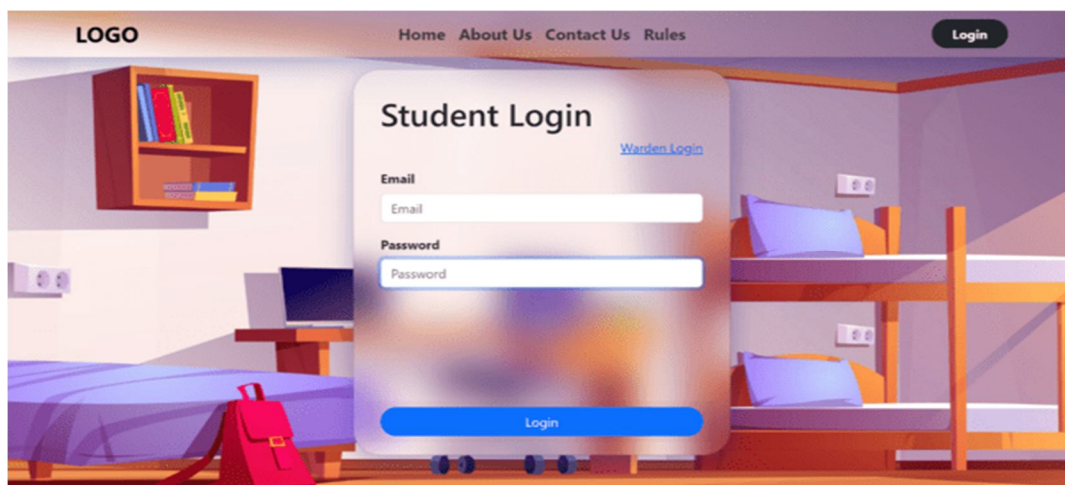 LOGO Home About Us Contact Us Rules Login
Student Login
Warden Login
Email
Email
Password
Password
Login